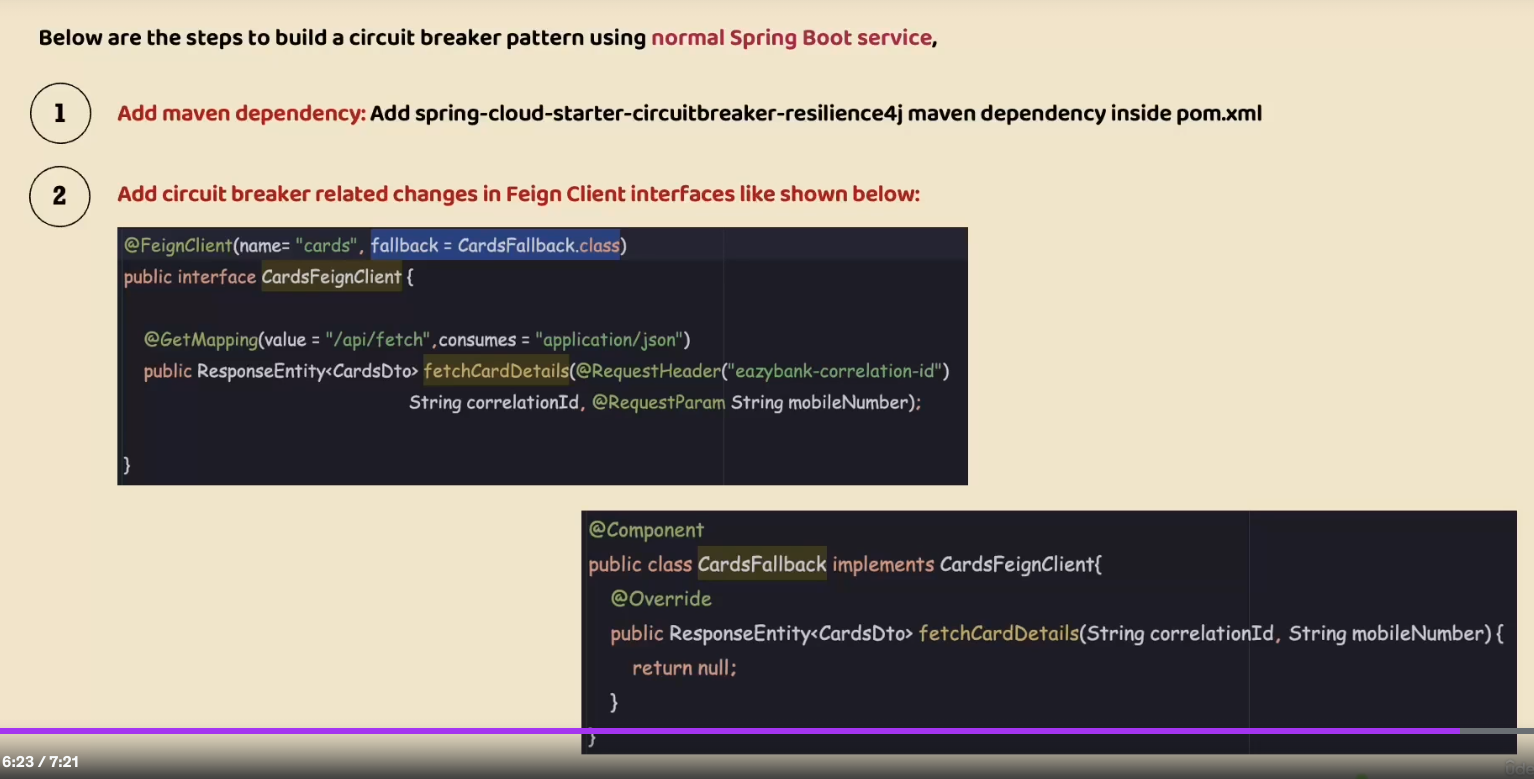 Below are the steps to build a circuit breaker pattern using normal Spring Boot service,
1
Add maven dependency: Add spring-cloud-starter-circuitbreaker-resilience4j maven dependency inside pom.xml
2
Add circuit breaker related changes in Feign Client interfaces like shown below:
@FeignClient(name= "cards", fallback = CardsFallback.class)
public interface CardsFeignClient {
@GetMapping(value = "/api/fetch",consumes = "application/json")
public ResponseEntity<CardsDto> fetchCardDetails(@RequestHeader("eazybank-correlation-id")
String correlationId, @RequestParam String mobileNumber);
}
@Component
public class CardsFallback implements CardsFeignClient{
@Override
public ResponseEntity<CardsDto> fetchCardDetails(String correlationId, String mobileNumber) {
return null;
}
}
6:23 / 7:21